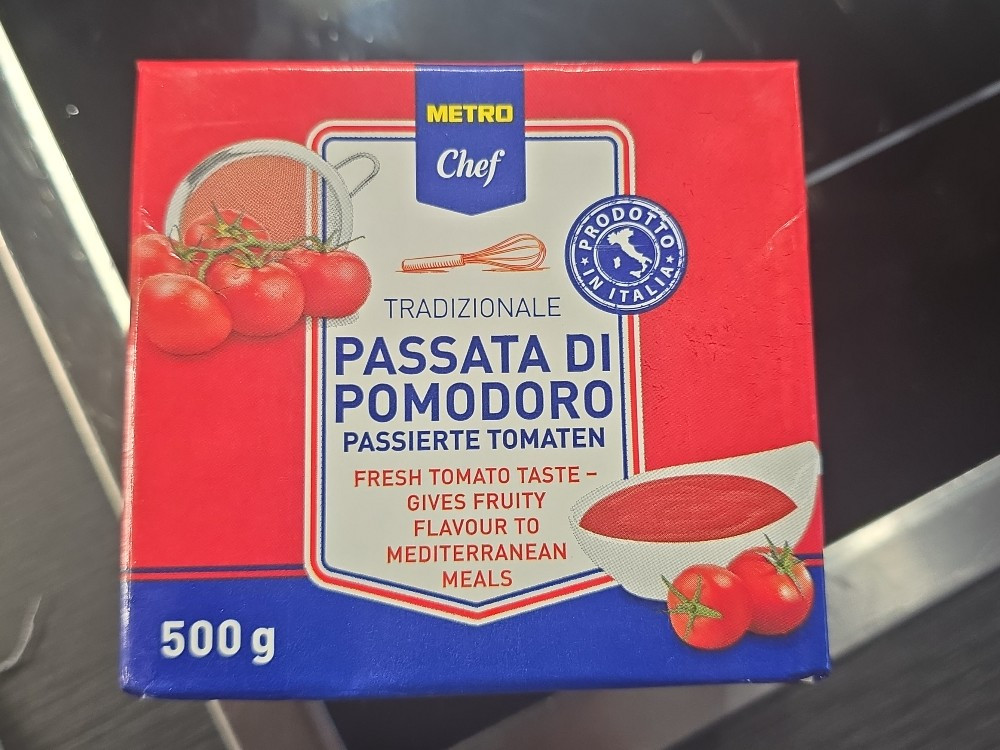 METRO
Chef
PRODOTTO
IN ITALIA
TRADIZIONALE
PASSATA DI
POMODORO
PASSIERTE TOMATEN
FRESH TOMATO TASTE –
GIVES FRUITY
FLAVOUR TO
MEDITERRANEAN
MEALS
500 g